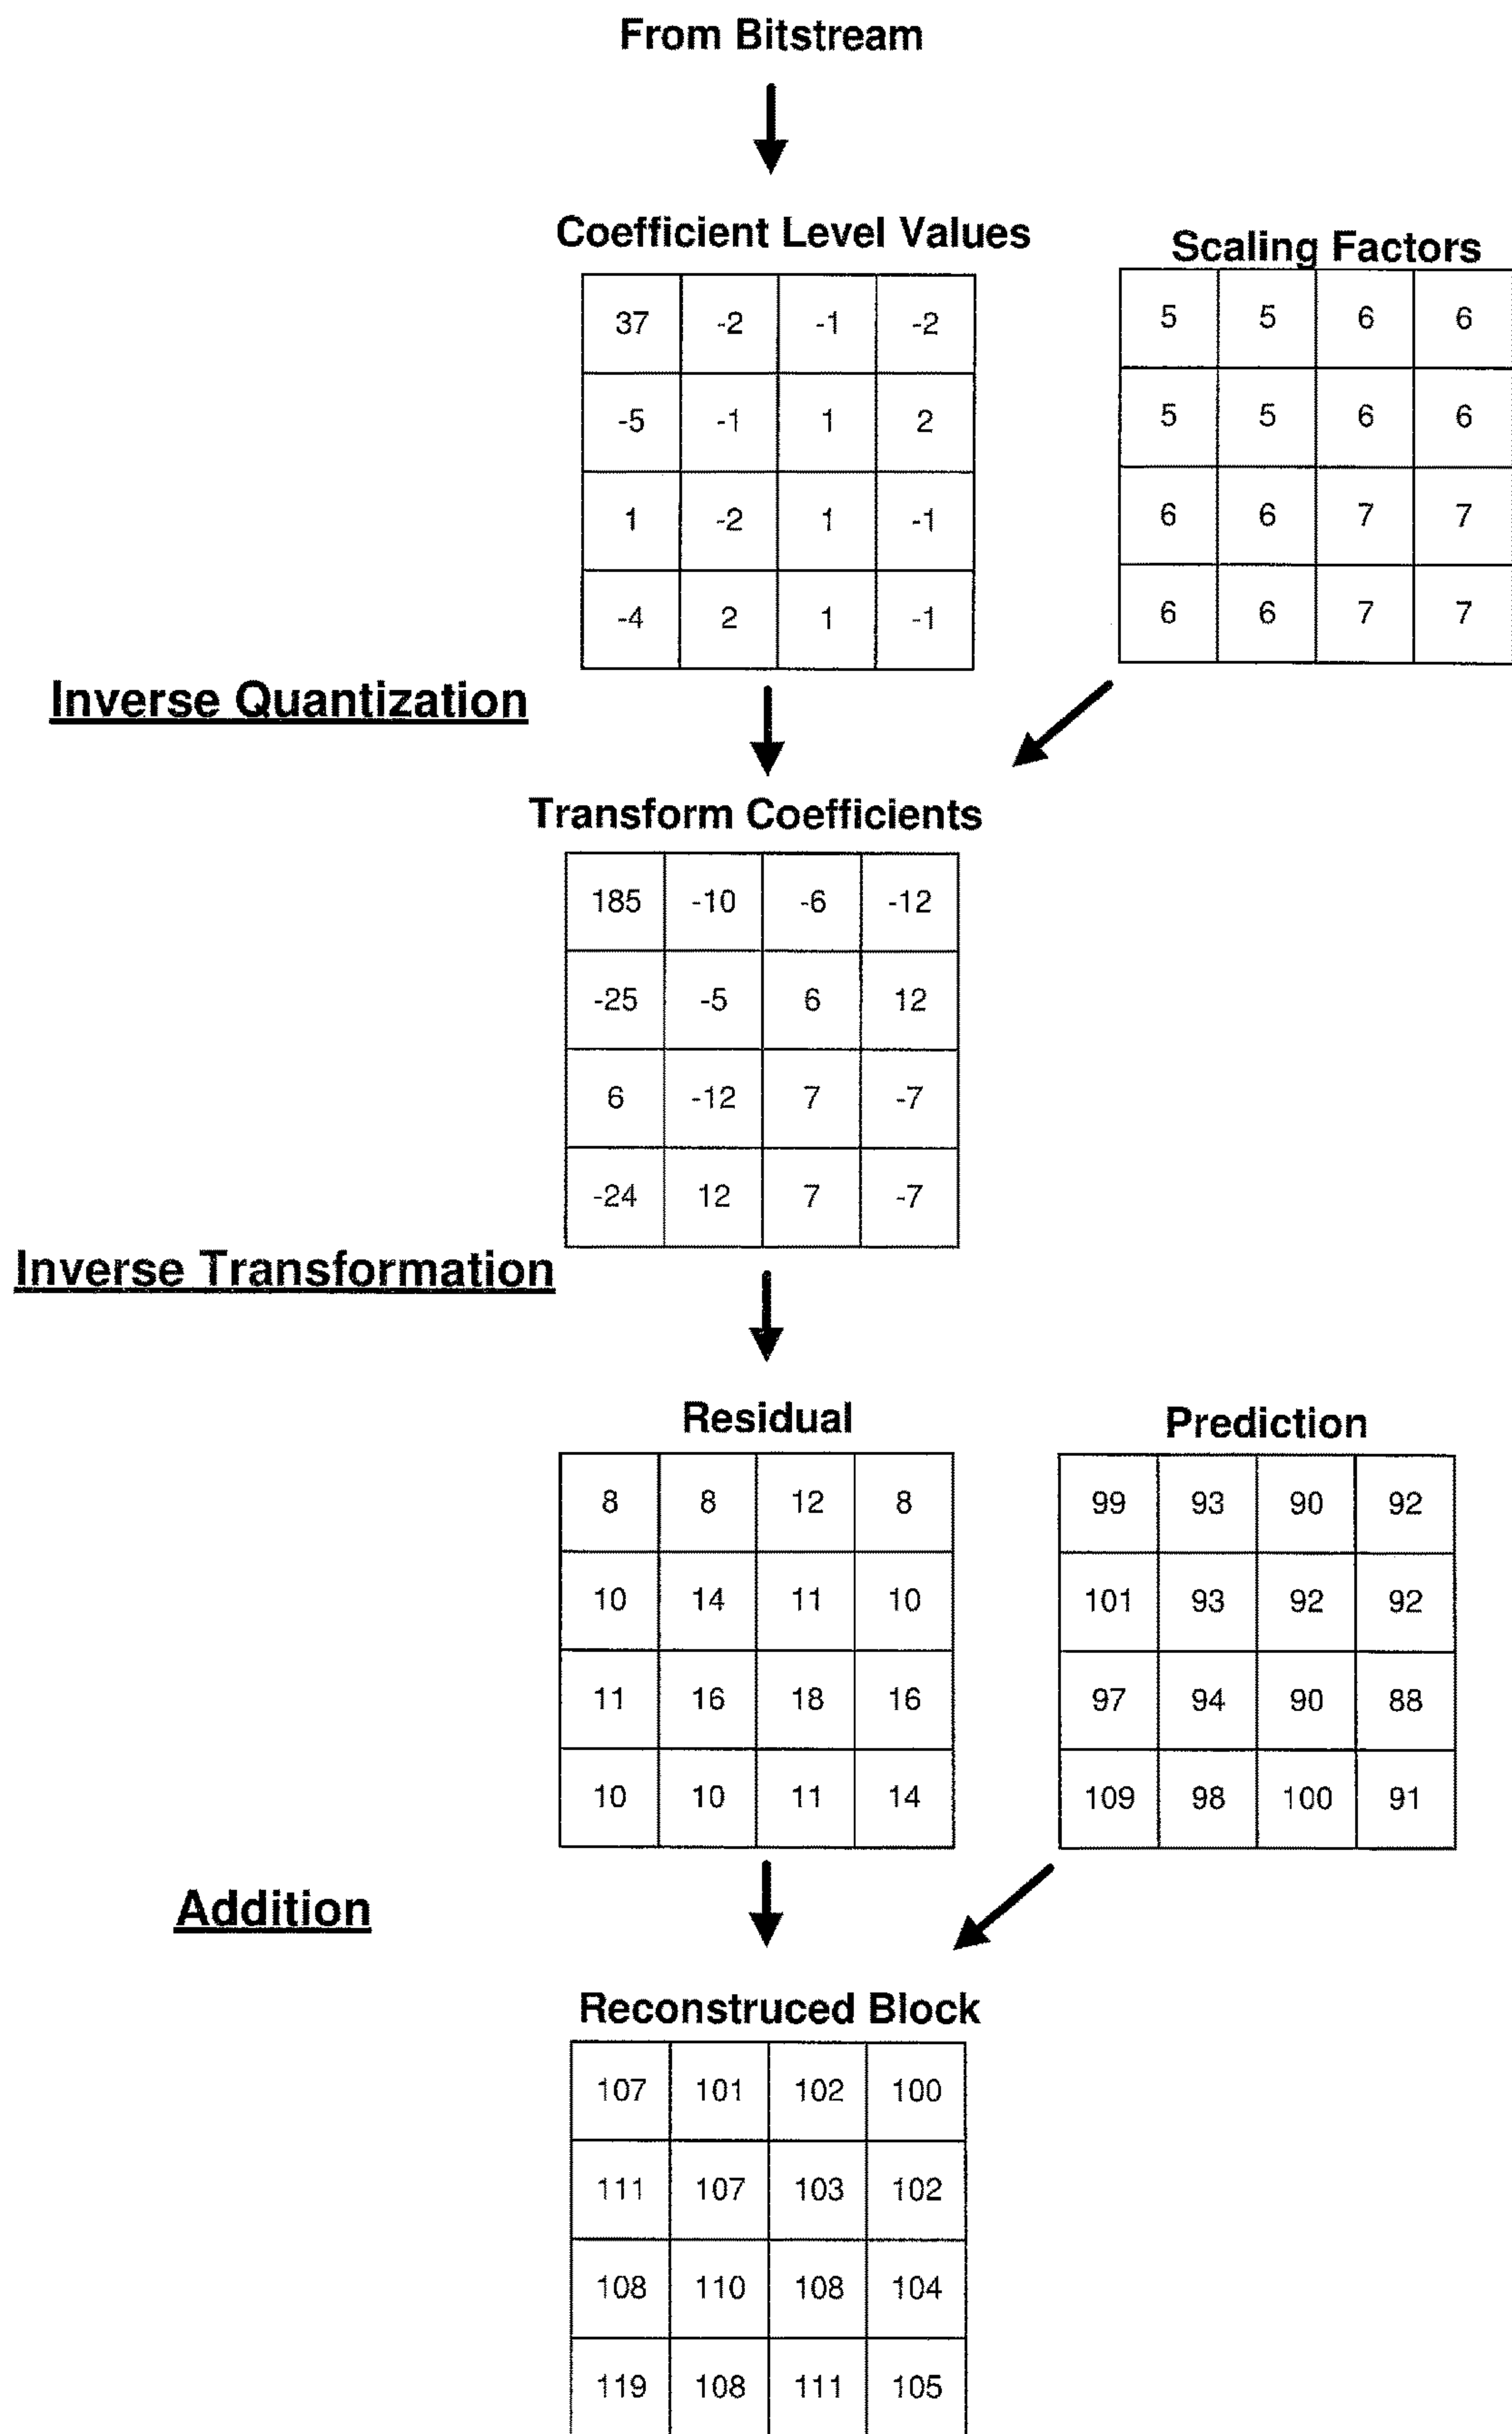 From Bitstream
Coefficient Level Values
Scaling Factors
37 -2 -1 -2
-5 -1 1 2
1 -2 1 -1
-4 2 1 -1
5 5 6 6
5 5 6 6
6 6 7 7
6 6 7 7
Inverse Quantization
Transform Coefficients
185 -10 -6 -12
-25 -5 6 12
6 -12 7 -7
-24 12 7 -7
Inverse Transformation
Residual
Prediction
8 8 12 8
10 14 11 10
11 16 18 16
10 10 11 14
99 93 90 92
101 93 92 92
97 94 90 88
109 98 100 91
Addition
Reconstruced Block
107 101 102 100
111 107 103 102
108 110 108 104
119 108 111 105